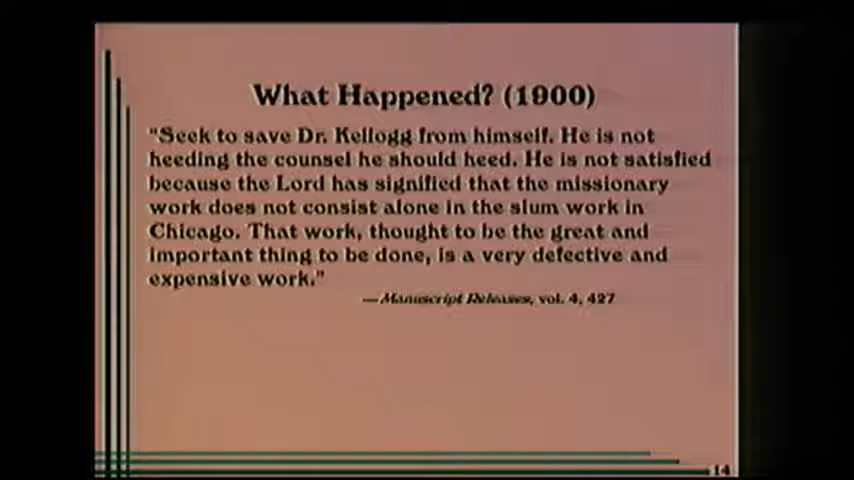 What Happened? (1900)
"Seek to save Dr. Kellogg from himself. He is not
heeding the counsel he should heed. He is not satisfied
because the Lord has signified that the missionary
work does not consist alone in the slum work in
Chicago. That work, thought to be the great and
important thing to be done, is a very defective and
expensive work."
—Manuscript Releases, vol. 4, 427
14